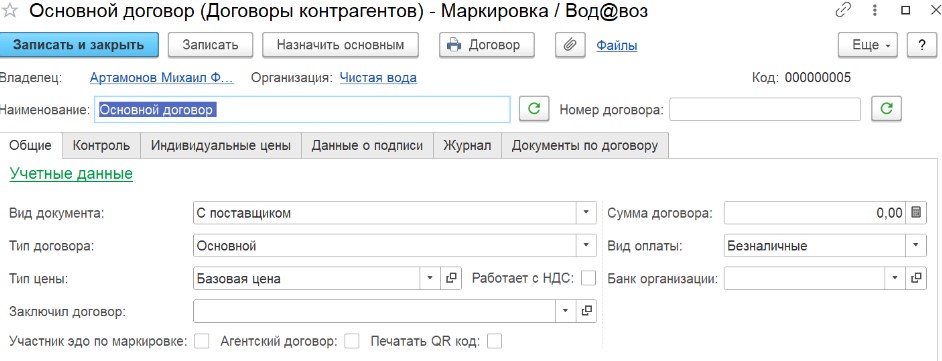 Основной договор (Договоры контрагентов) - Маркировка / Вод@воз
Записать и закрыть Записать Назначить основным Договор Файлы Еще ?
Владелец: Артамонов Михаил Ф... Организация: Чистая вода Код: 000000005
Наименование: Основной договор Номер договора:
Общие Контроль Индивидуальные цены Данные о подписи Журнал Документы по договору
Учетные данные
Вид документа: С поставщиком Сумма договора: 0,00
Тип договора: Основной Вид оплаты: Безналичные
Тип цены: Базовая цена Работает с НДС: Банк организации:
Заключил договор:
Участник эдо по маркировке: Агентский договор: Печатать QR код: